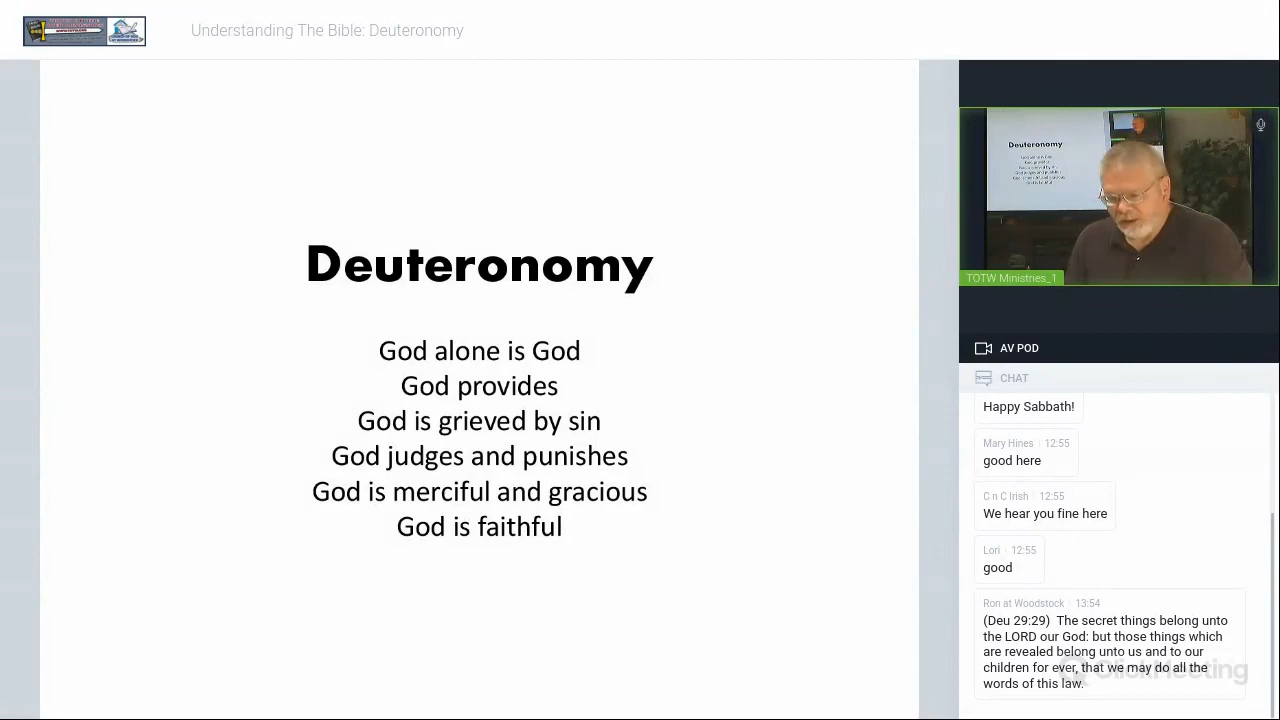 Understanding The Bible: Deuteronomy
Deuteronomy
God alone is God
God provides
God is grieved by sin
God judges and punishes
God is merciful and gracious
God is faithful
Deuteronomy
TOTW Ministries_1
AV POD
CHAT
Happy Sabbath!
Mary Hines 12:55
good here
C n C Irish 12:55
We hear you fine here
Lori 12:55
good
Ron at Woodstock 13:54
(Deu 29:29) The secret things belong unto
the LORD our God: but those things which
are revealed belong unto us and to our
children for ever, that we may do all the
words of this law.
ClickMeeting